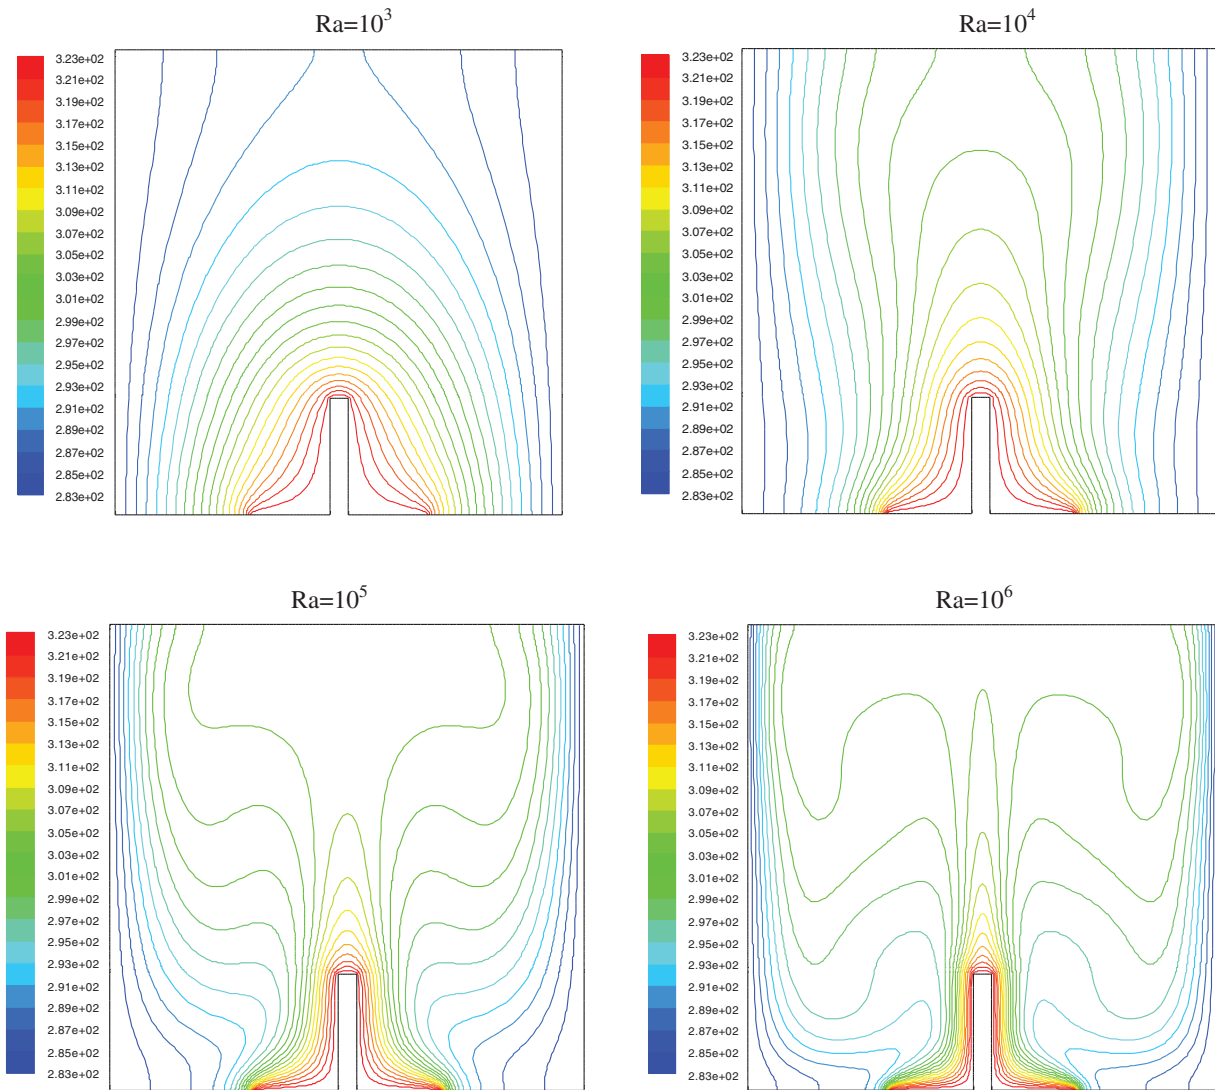 Ra=10³
3.23e+02
3.21e+02
3.19e+02
3.17e+02
3.15e+02
3.13e+02
3.11e+02
3.09e+02
3.07e+02
3.05e+02
3.03e+02
3.01e+02
2.99e+02
2.97e+02
2.95e+02
2.93e+02
2.91e+02
2.89e+02
2.87e+02
2.85e+02
2.83e+02
Ra=10⁴
3.23e+02
3.21e+02
3.19e+02
3.17e+02
3.15e+02
3.13e+02
3.11e+02
3.09e+02
3.07e+02
3.05e+02
3.03e+02
3.01e+02
2.99e+02
2.97e+02
2.95e+02
2.93e+02
2.91e+02
2.89e+02
2.87e+02
2.85e+02
2.83e+02
Ra=10⁵
3.23e+02
3.21e+02
3.19e+02
3.17e+02
3.15e+02
3.13e+02
3.11e+02
3.09e+02
3.07e+02
3.05e+02
3.03e+02
3.01e+02
2.99e+02
2.97e+02
2.95e+02
2.93e+02
2.91e+02
2.89e+02
2.87e+02
2.85e+02
2.83e+02
Ra=10⁶
3.23e+02
3.21e+02
3.19e+02
3.17e+02
3.15e+02
3.13e+02
3.11e+02
3.09e+02
3.07e+02
3.05e+02
3.03e+02
3.01e+02
2.99e+02
2.97e+02
2.95e+02
2.93e+02
2.91e+02
2.89e+02
2.87e+02
2.85e+02
2.83e+02